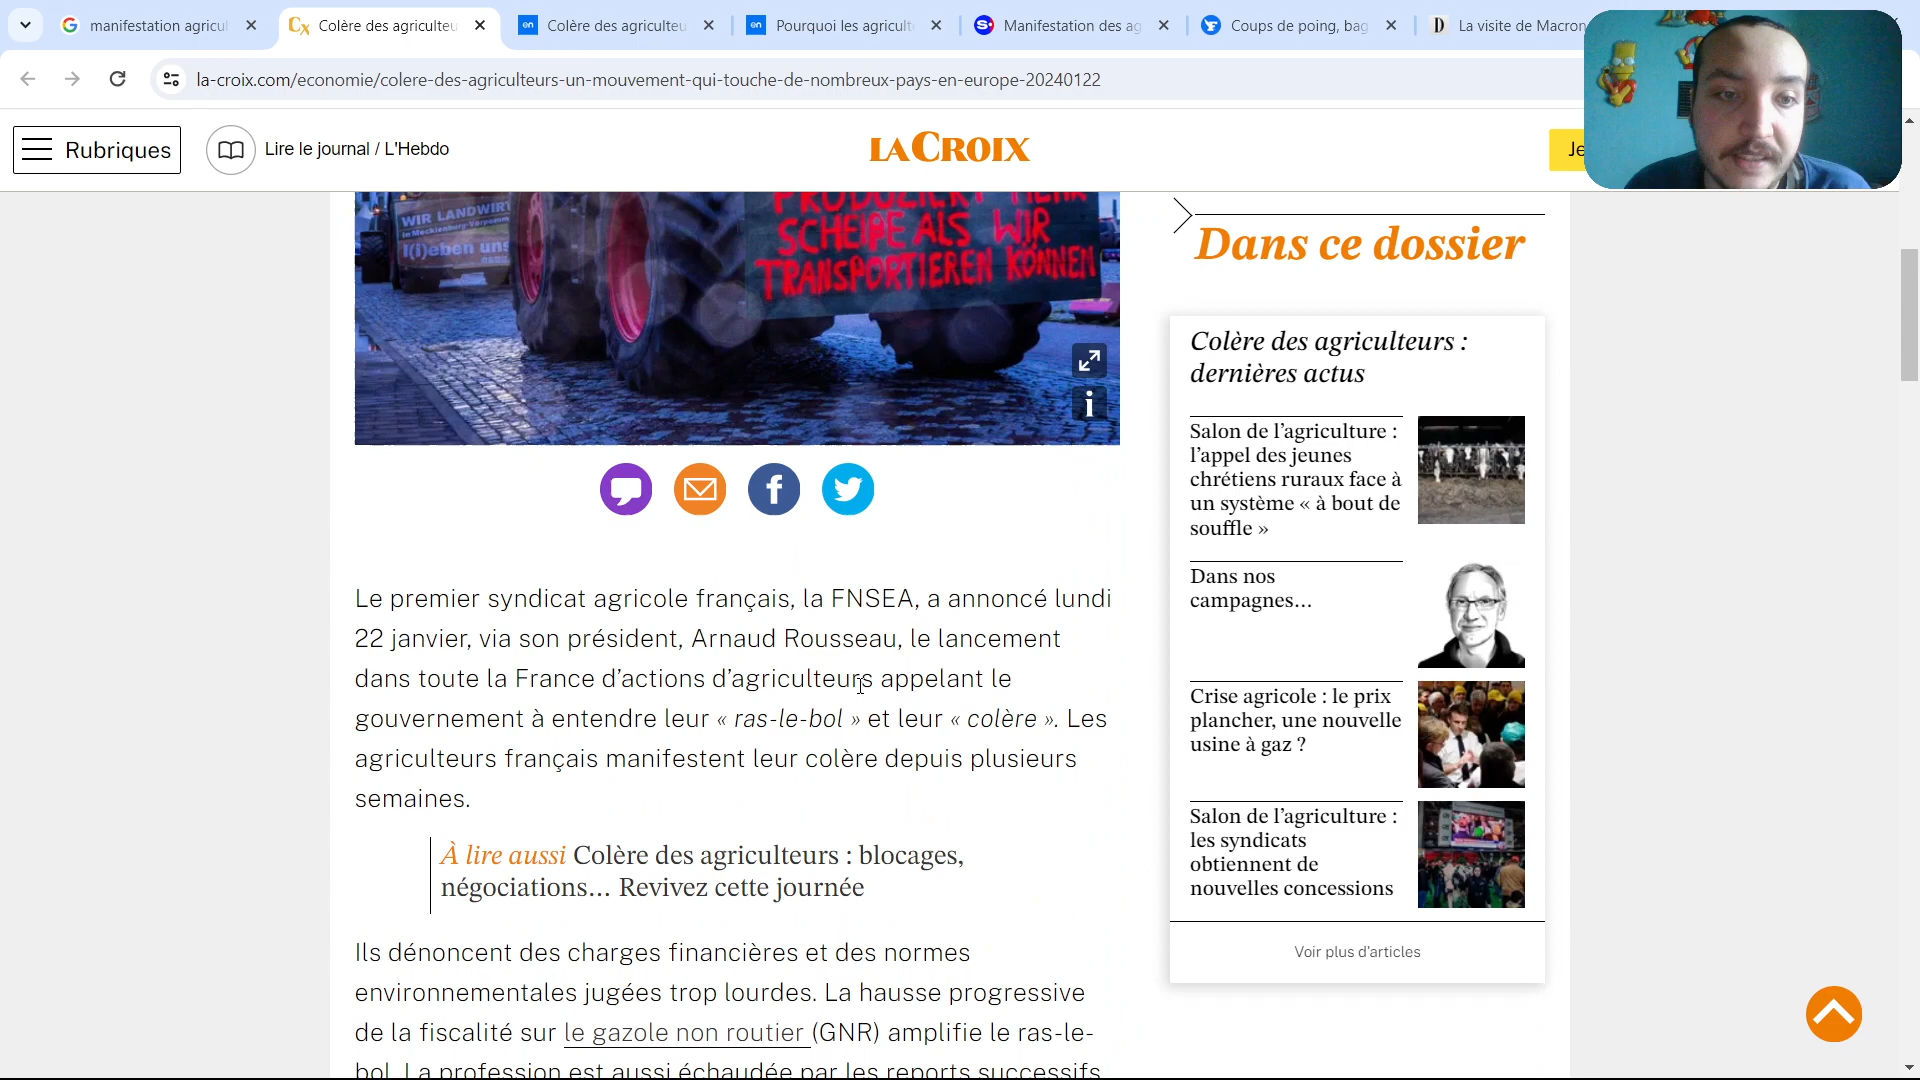 manifestation agricul
Colère des agriculteu
Colère des agriculteu
Pourquoi les agricult
Manifestation des ag
Coups de poing, bag
La visite de Macron
la-croix.com/economie/colere-des-agriculteurs-un-mouvement-qui-touche-de-nombreux-pays-en-europe-20240122
Rubriques
Lire le journal / L'Hebdo
LA CROIX
Je
WIR LANDWIRT
in Mecklenburg-Vorpomm
l(i)eben uns
PRODUZIERT MEHR
SCHEIßE ALS WIR
TRANSPORTIEREN KÖNNEN
Le premier syndicat agricole français, la FNSEA, a annoncé lundi
22 janvier, via son président, Arnaud Rousseau, le lancement
dans toute la France d’actions d’agriculteurs appelant le
gouvernement à entendre leur « ras-le-bol » et leur « colère ». Les
agriculteurs français manifestent leur colère depuis plusieurs
semaines.
À lire aussi Colère des agriculteurs : blocages,
négociations… Revivez cette journée
Ils dénoncent des charges financières et des normes
environnementales jugées trop lourdes. La hausse progressive
de la fiscalité sur le gazole non routier (GNR) amplifie le ras-le-
bol. La profession est aussi échaudée par les reports successifs
Dans ce dossier
Colère des agriculteurs :
dernières actus
Salon de l’agriculture :
l’appel des jeunes
chrétiens ruraux face à
un système « à bout de
souffle »
Dans nos
campagnes…
Crise agricole : le prix
plancher, une nouvelle
usine à gaz ?
Salon de l’agriculture :
les syndicats
obtiennent de
nouvelles concessions
Voir plus d’articles